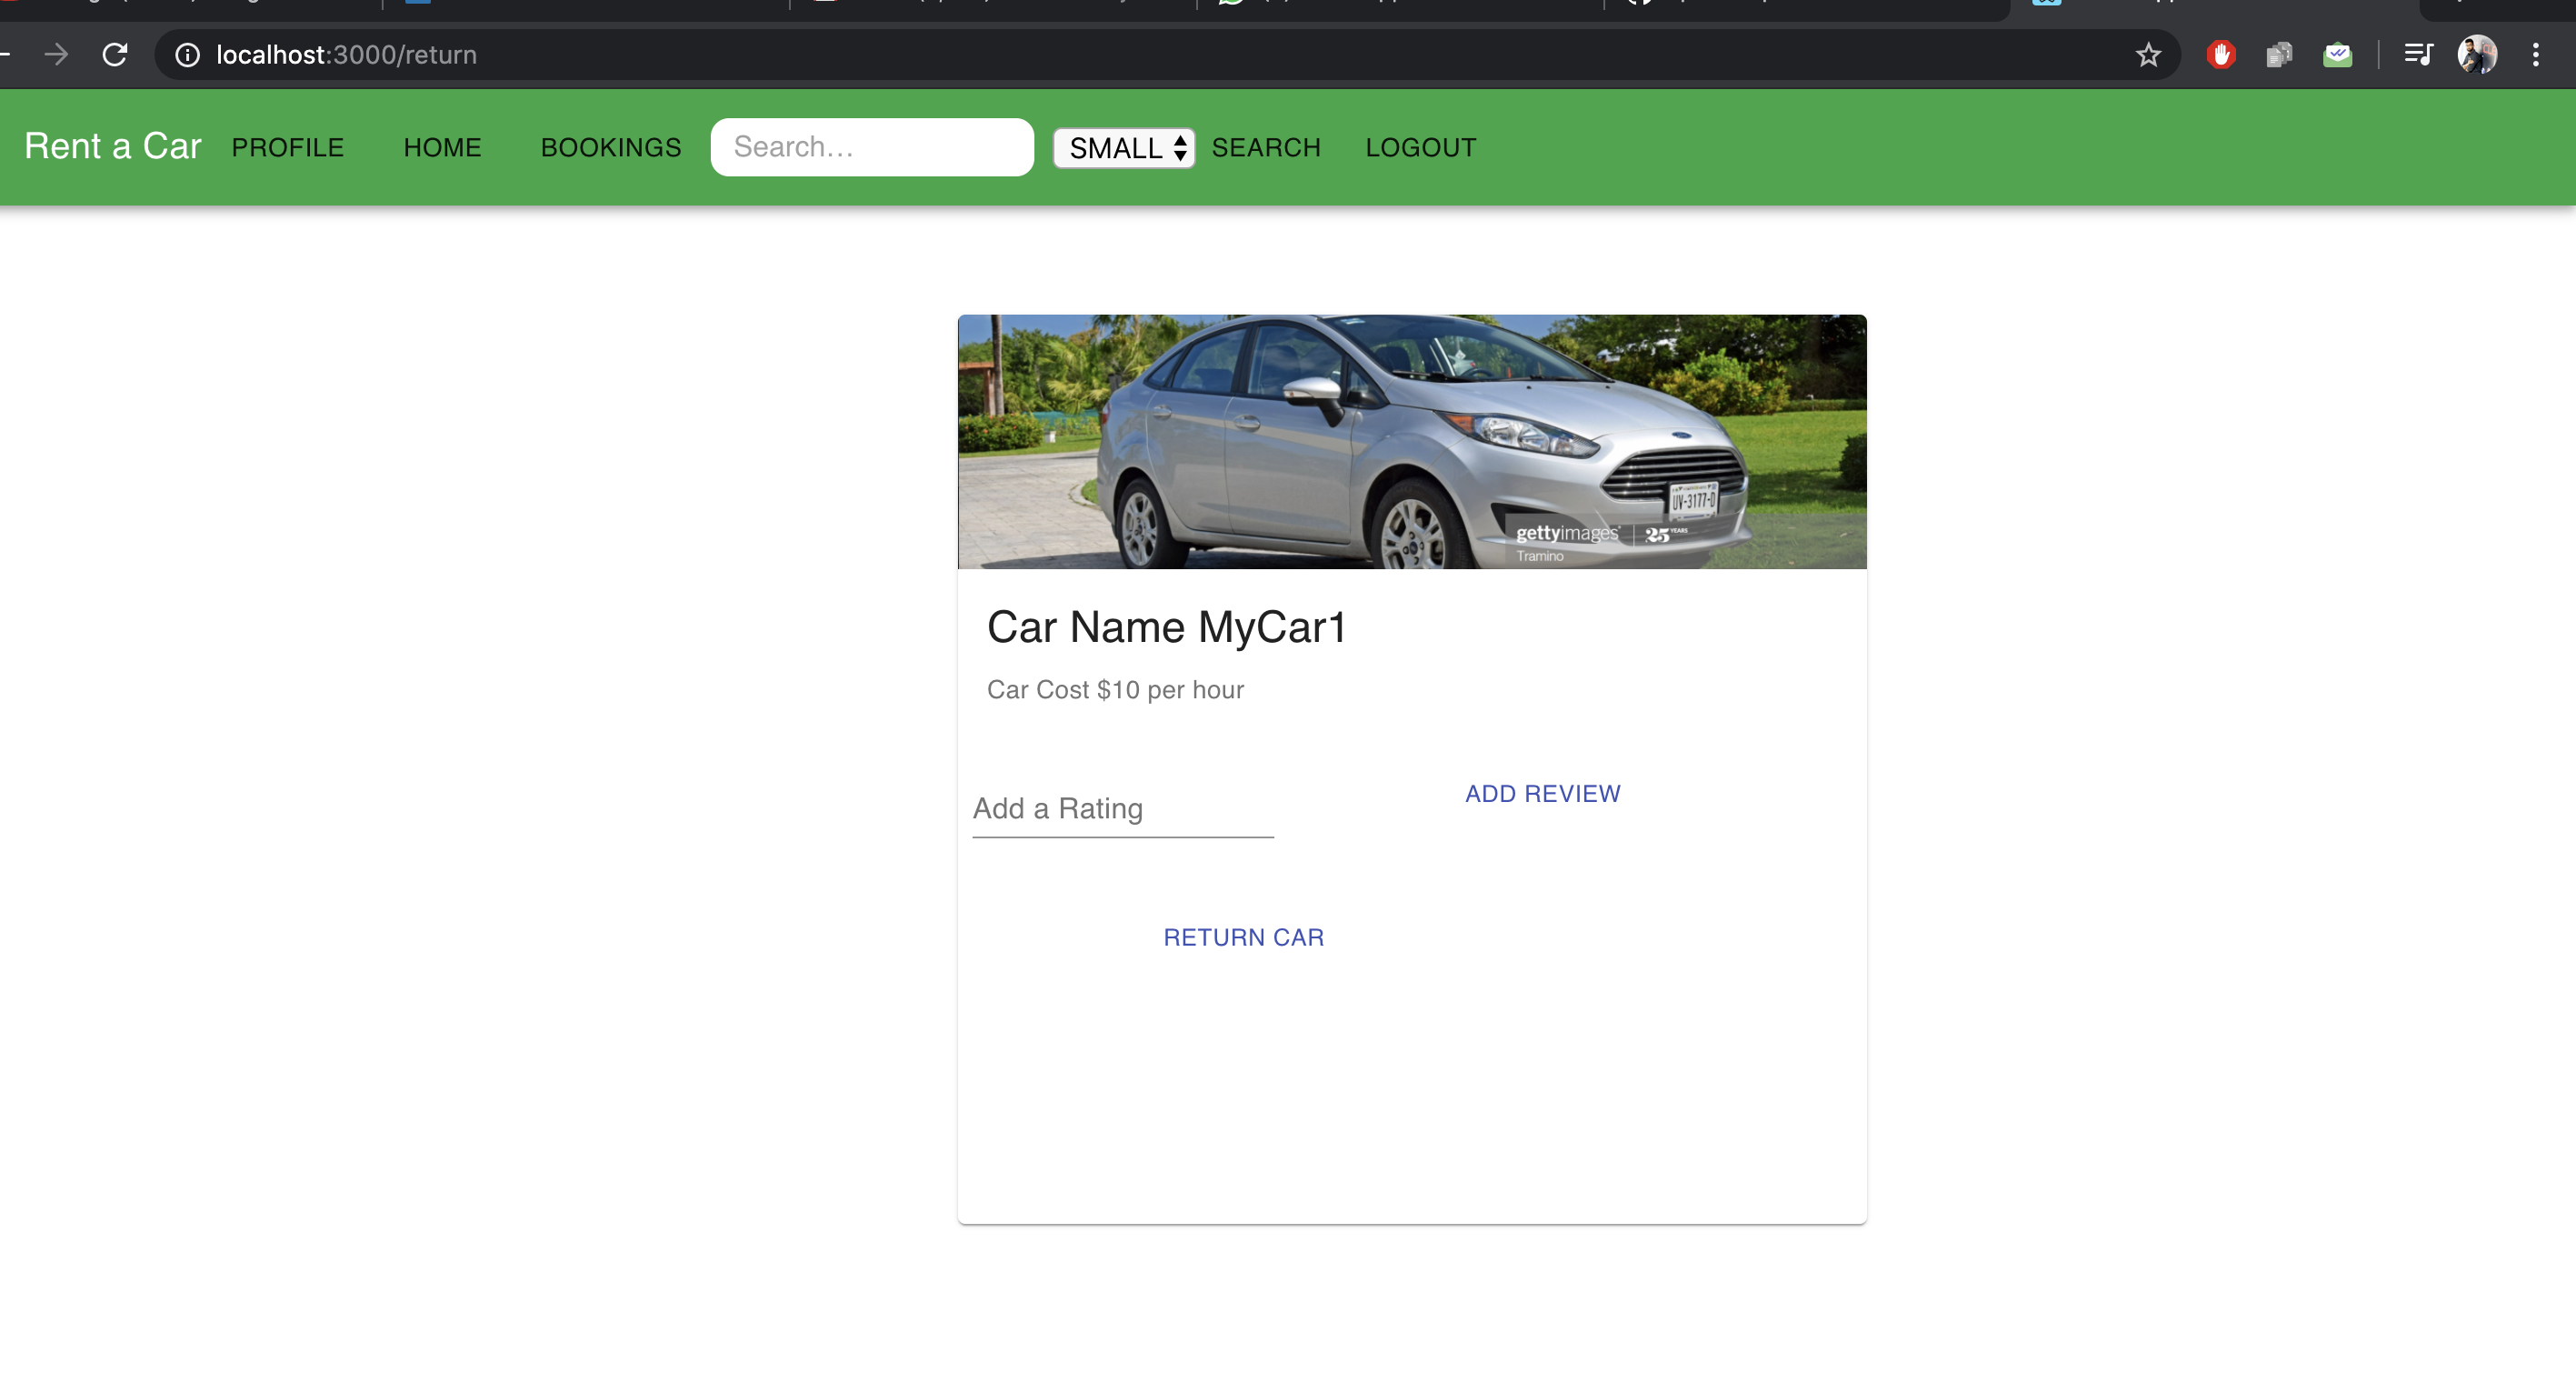 localhost:3000/return
Rent a Car PROFILE HOME BOOKINGS Search... SMALL SEARCH LOGOUT
UV-3177-D
gettyimages 25 YEARS
Tramino
Car Name MyCar1
Car Cost $10 per hour
Add a Rating ADD REVIEW
RETURN CAR